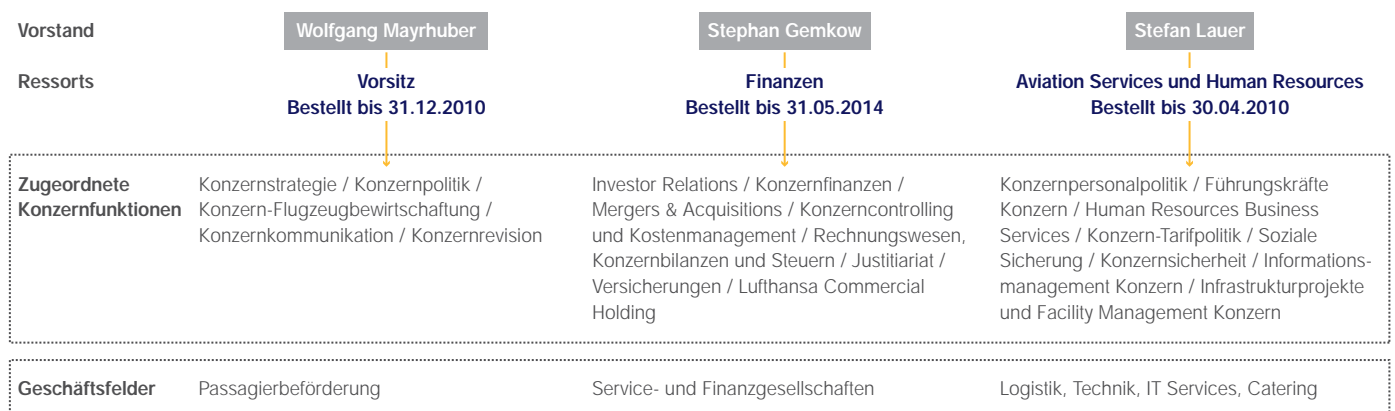 Vorstand
Wolfgang Mayrhuber
Stephan Gemkow
Stefan Lauer
Ressorts
Vorsitz
Bestellt bis 31.12.2010
Finanzen
Bestellt bis 31.05.2014
Aviation Services und Human Resources
Bestellt bis 30.04.2010
Zugeordnete
Konzernfunktionen
Konzernstrategie / Konzernpolitik /
Konzern-Flugzeugbewirtschaftung /
Konzernkommunikation / Konzernrevision
Investor Relations / Konzernfinanzen /
Mergers & Acquisitions / Konzerncontrolling
und Kostenmanagement / Rechnungswesen,
Konzernbilanzen und Steuern / Justitiariat /
Versicherungen / Lufthansa Commercial
Holding
Konzernpersonalpolitik / Führungskräfte
Konzern / Human Resources Business
Services / Konzern-Tarifpolitik / Soziale
Sicherung / Konzernsicherheit / Informations-
management Konzern / Infrastrukturprojekte
und Facility Management Konzern
Geschäftsfelder
Passagierbeförderung
Service- und Finanzgesellschaften
Logistik, Technik, IT Services, Catering